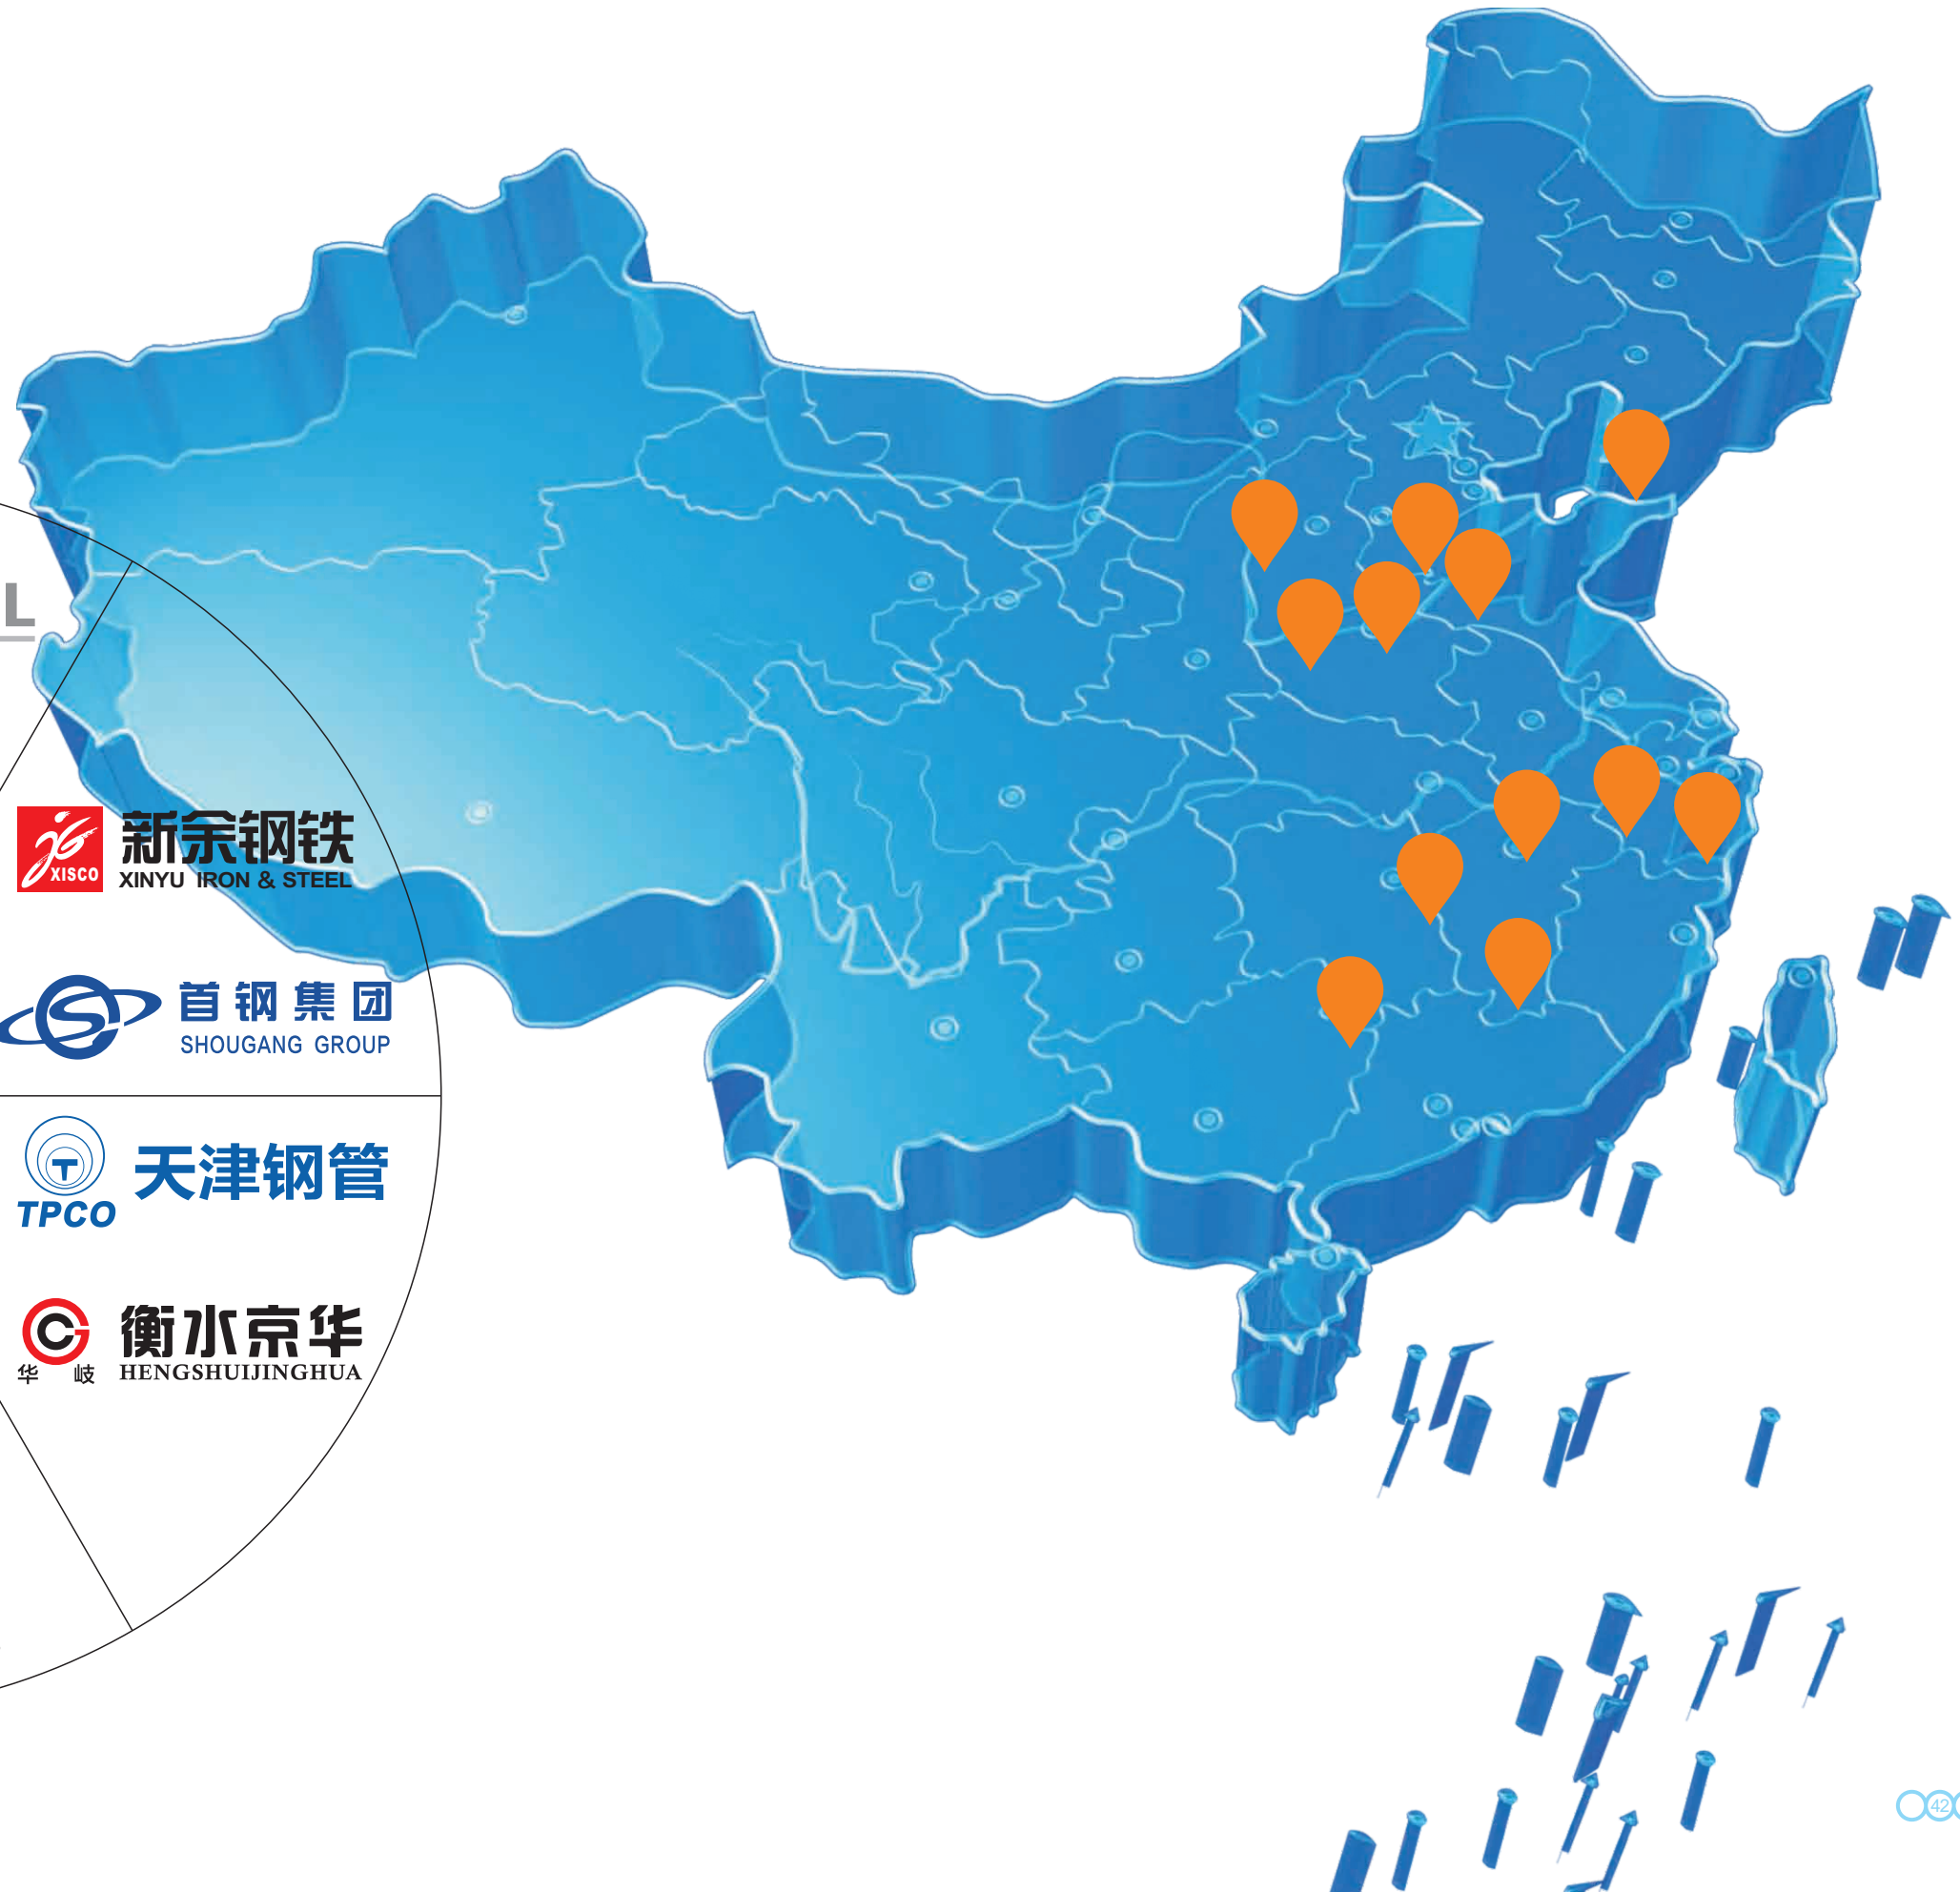 L
新余钢铁
XISCO
XINYU IRON & STEEL
首钢集团
SHOUGANG GROUP
T
天津钢管
TPCO
衡水京华
华岐
HENGSHUIJINGHUA
42